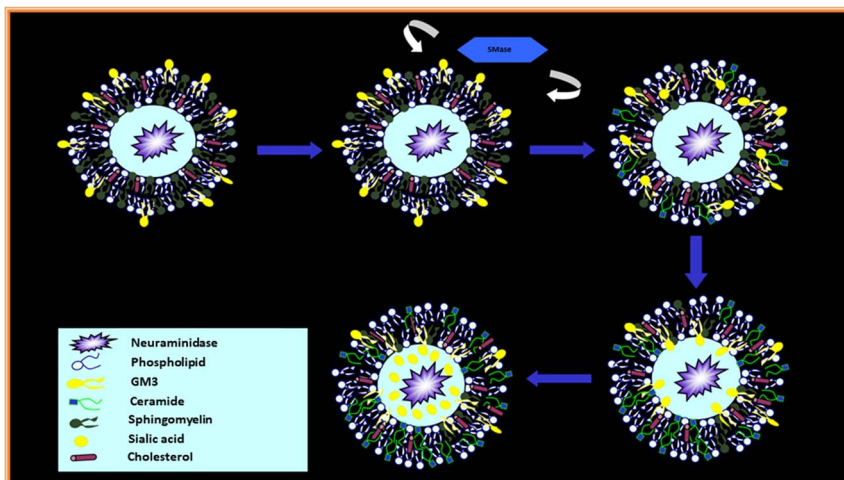 SMase
Neuraminidase
Phospholipid
GM3
Ceramide
Sphingomyelin
Sialic acid
Cholesterol